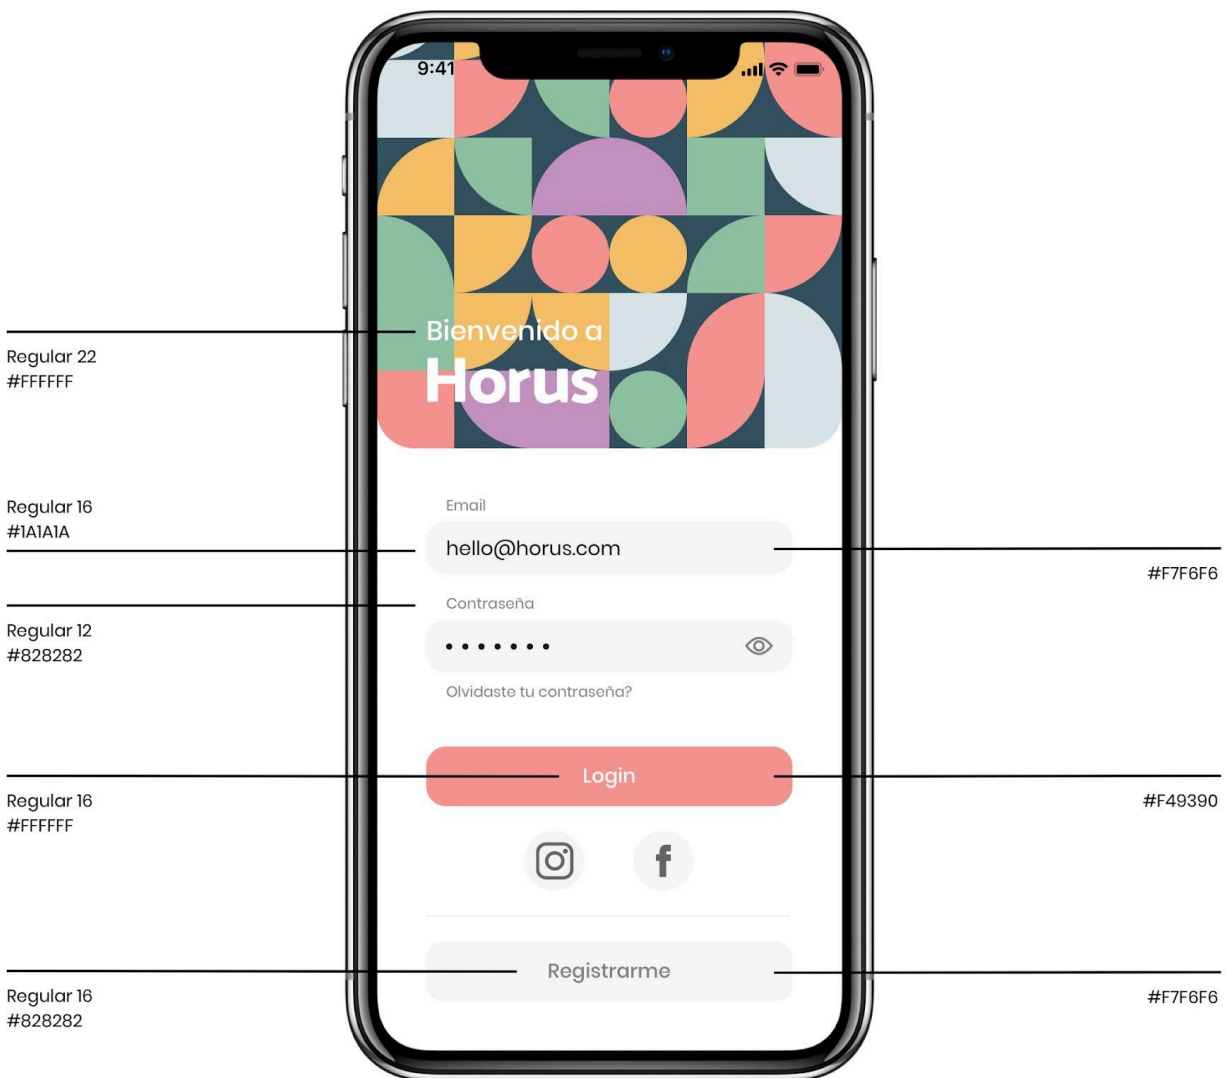 9:41
Bienvenido a
Horus
Regular 22
#FFFFFF
Regular 16
#1A1A1A
Email
hello@horus.com
#F7F6F6
Contraseña
Regular 12
#828282
•••••••
Olvidaste tu contraseña?
Login
Regular 16
#FFFFFF
#F49390
f
Registrarme
Regular 16
#828282
#F7F6F6